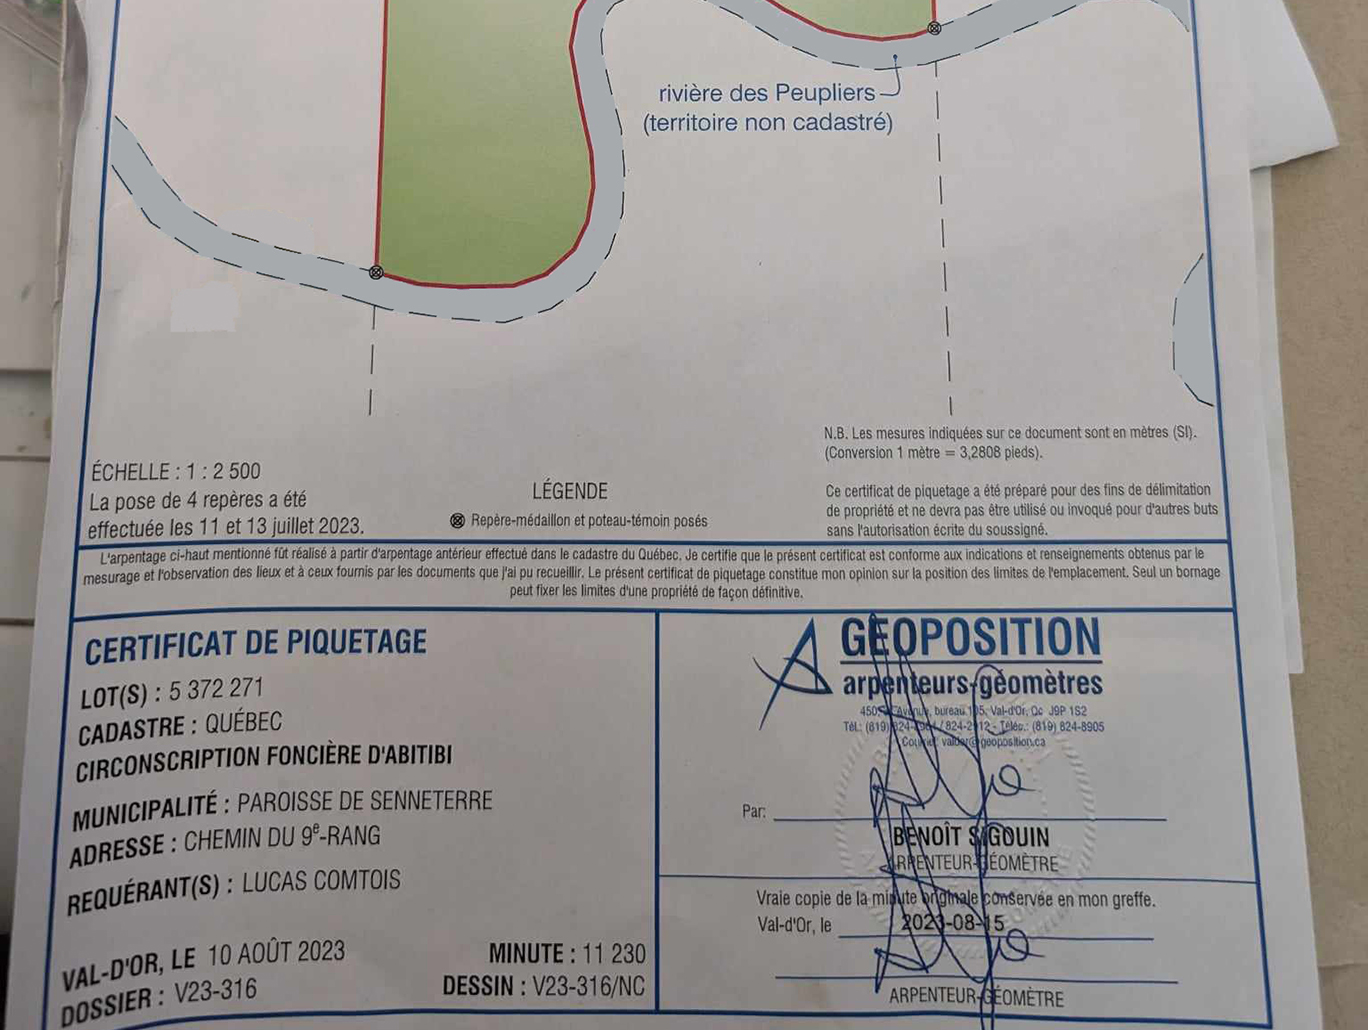 rivière des Peupliers
(territoire non cadastré)
N.B. Les mesures indiquées sur ce document sont en mètres (SI).
(Conversion 1 mètre = 3,2808 pieds).
ÉCHELLE : 1 : 2 500
La pose de 4 repères a été
effectuée les 11 et 13 juillet 2023.
LÉGENDE
Repère-médaillon et poteau-témoin posés
Ce certificat de piquetage a été préparé pour des fins de délimitation
de propriété et ne devra pas être utilisé ou invoqué pour d'autres buts
sans l'autorisation écrite du soussigné.
L'arpentage ci-haut mentionné fût réalisé à partir d'arpentage antérieur effectué dans le cadastre du Québec. Je certifie que le présent certificat est conforme aux indications et renseignements obtenus par le
mesurage et l'observation des lieux et à ceux fournis par les documents que j'ai pu recueillir. Le présent certificat de piquetage constitue mon opinion sur la position des limites de l'emplacement. Seul un bornage
peut fixer les limites d'une propriété de façon définitive.
CERTIFICAT DE PIQUETAGE
LOT(S) : 5 372 271
CADASTRE : QUÉBEC
CIRCONSCRIPTION FONCIÈRE D'ABITIBI
MUNICIPALITÉ : PAROISSE DE SENNETERRE
ADRESSE : CHEMIN DU 9e-RANG
REQUÉRANT(S) : LUCAS COMTOIS
VAL-D'OR, LE 10 AOÛT 2023
MINUTE : 11 230
DOSSIER : V23-316
DESSIN : V23-316/NC
GÉOPOSITION
arpenteurs-géomètres
bureau 105, Val-d'Or, Qc J9P 1S2
Téléc.: (819) 824-8905
Courriel: valdor@geoposition.ca
Par:
BENOÎT SIGOUIN
ARPENTEUR-GÉOMÈTRE
Vraie copie de la minute originale conservée en mon greffe.
Val-d'Or, le 2023-08-15
ARPENTEUR-GÉOMÈTRE